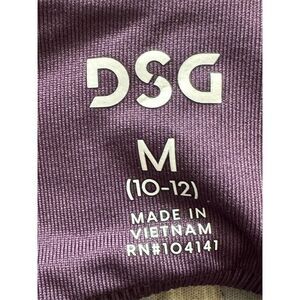 DSG
M
(10-12)
MADE IN
VIETNAM
RN#104141